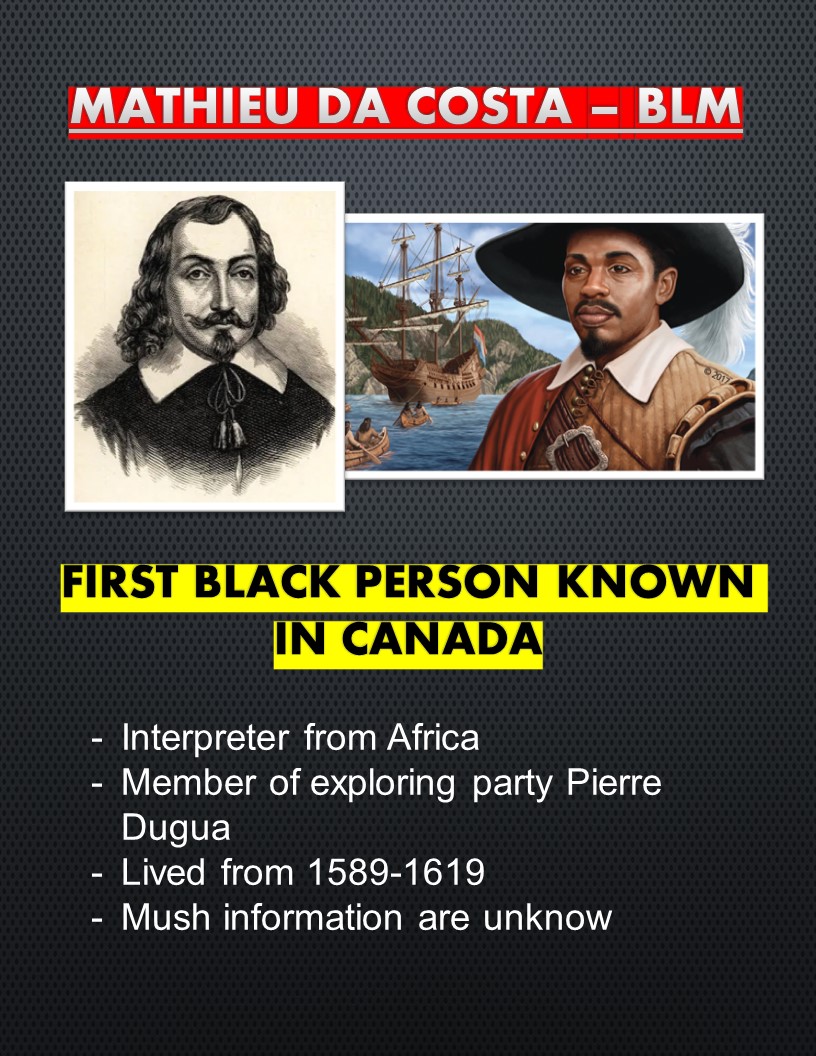 MATHIEU DA COSTA – BLM
© 2017
FIRST BLACK PERSON KNOWN
IN CANADA
- Interpreter from Africa
- Member of exploring party Pierre
Dugua
- Lived from 1589-1619
- Mush information are unknow